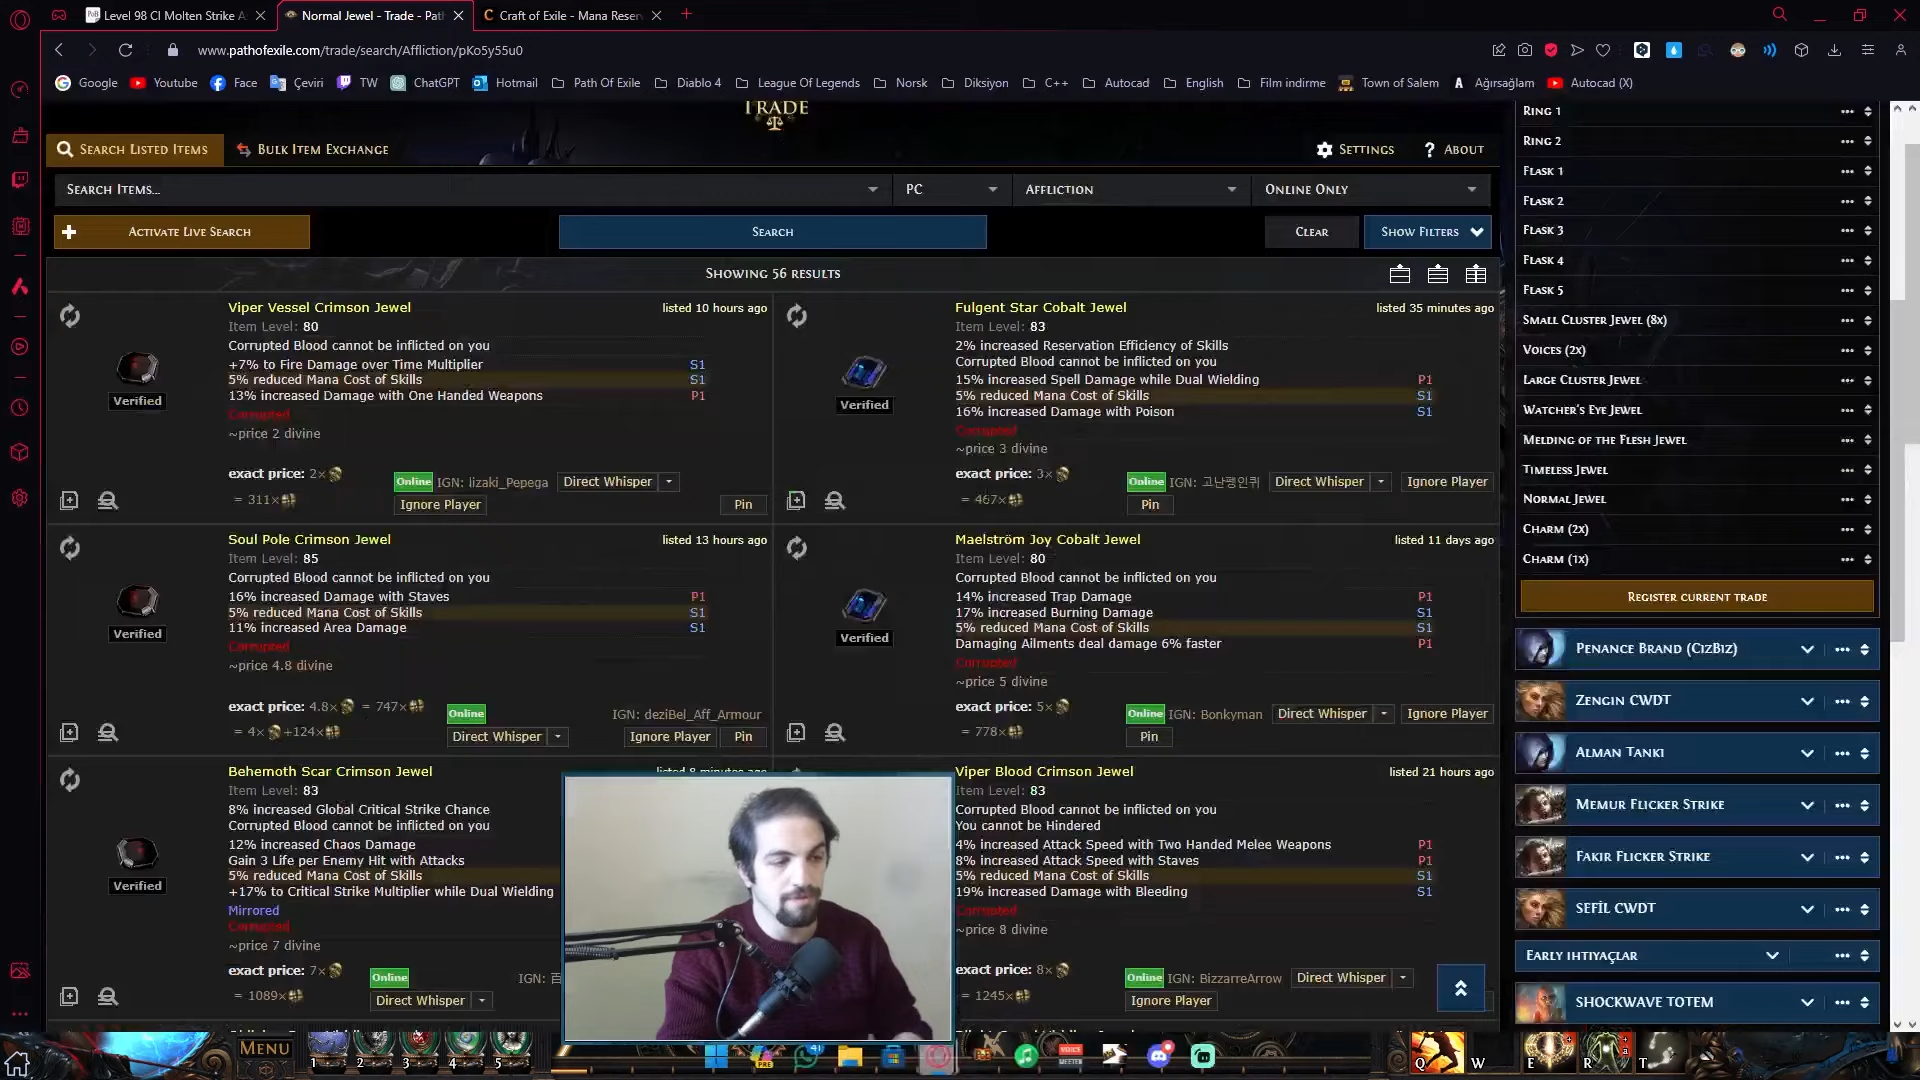 Level 98 CI Molten Strike A
Normal Jewel - Trade - Path
Craft of Exile - Mana Reser
www.pathofexile.com/trade/search/Affliction/pKo5y55u0
Google
Youtube
Face
Çeviri
TW
ChatGPT
Hotmail
Path Of Exile
Diablo 4
League Of Legends
Norsk
Diksiyon
C++
Autocad
English
Film indirme
Town of Salem
Ağırsağlam
Autocad (X)
TRADE
Search Listed Items
Bulk Item Exchange
Settings
? About
Search Items...
PC
Affliction
Online Only
Activate Live Search
Search
Clear
Show Filters
Showing 56 results
Viper Vessel Crimson Jewel
listed 10 hours ago
Item Level: 80
Corrupted Blood cannot be inflicted on you
+7% to Fire Damage over Time Multiplier S1
5% reduced Mana Cost of Skills S1
13% increased Damage with One Handed Weapons P1
Corrupted
~price 2 divine
Verified
exact price: 2×
= 311×
Online IGN: lizaki_Pepega Direct Whisper
Ignore Player
Pin
Fulgent Star Cobalt Jewel
listed 35 minutes ago
Item Level: 83
2% increased Reservation Efficiency of Skills
Corrupted Blood cannot be inflicted on you
15% increased Spell Damage while Dual Wielding P1
5% reduced Mana Cost of Skills S1
16% increased Damage with Poison S1
Corrupted
~price 3 divine
Verified
exact price: 3×
= 467×
Online IGN: 고난펭인퀴 Direct Whisper
Ignore Player
Pin
Soul Pole Crimson Jewel
listed 13 hours ago
Item Level: 85
Corrupted Blood cannot be inflicted on you
16% increased Damage with Staves P1
5% reduced Mana Cost of Skills S1
11% increased Area Damage S1
Corrupted
~price 4.8 divine
Verified
exact price: 4.8× = 747×
= 4× +124×
Online
IGN: deziBel_Aff_Armour
Direct Whisper
Ignore Player
Pin
Maelström Joy Cobalt Jewel
listed 11 days ago
Item Level: 80
Corrupted Blood cannot be inflicted on you
14% increased Trap Damage P1
17% increased Burning Damage S1
5% reduced Mana Cost of Skills S1
Damaging Ailments deal damage 6% faster P1
Corrupted
~price 5 divine
Verified
exact price: 5×
= 778×
Online IGN: Bonkyman Direct Whisper
Ignore Player
Pin
Behemoth Scar Crimson Jewel
listed 8 minutes ago
Item Level: 83
8% increased Global Critical Strike Chance
Corrupted Blood cannot be inflicted on you
12% increased Chaos Damage
Gain 3 Life per Enemy Hit with Attacks
5% reduced Mana Cost of Skills
+17% to Critical Strike Multiplier while Dual Wielding
Mirrored
Corrupted
~price 7 divine
Verified
exact price: 7×
= 1089×
Online
IGN: 百
Direct Whisper
Viper Blood Crimson Jewel
listed 21 hours ago
Item Level: 83
Corrupted Blood cannot be inflicted on you
You cannot be Hindered
4% increased Attack Speed with Two Handed Melee Weapons P1
8% increased Attack Speed with Staves P1
5% reduced Mana Cost of Skills S1
19% increased Damage with Bleeding S1
Corrupted
~price 8 divine
exact price: 8×
= 1245×
Online IGN: BizzarreArrow Direct Whisper
Ignore Player
Ring 1
Ring 2
Flask 1
Flask 2
Flask 3
Flask 4
Flask 5
Small Cluster Jewel (8x)
Voices (2x)
Large Cluster Jewel
Watcher's Eye Jewel
Melding of the Flesh Jewel
Timeless Jewel
Normal Jewel
Charm (2x)
Charm (1x)
Register current trade
Penance Brand (CizBiz)
Zengin CWDT
Alman Tankı
Memur Flicker Strike
Fakir Flicker Strike
SEFİL CWDT
Early ihtiyaçlar
Shockwave Totem
Menu
1 2 3 4 5
Q W E R T